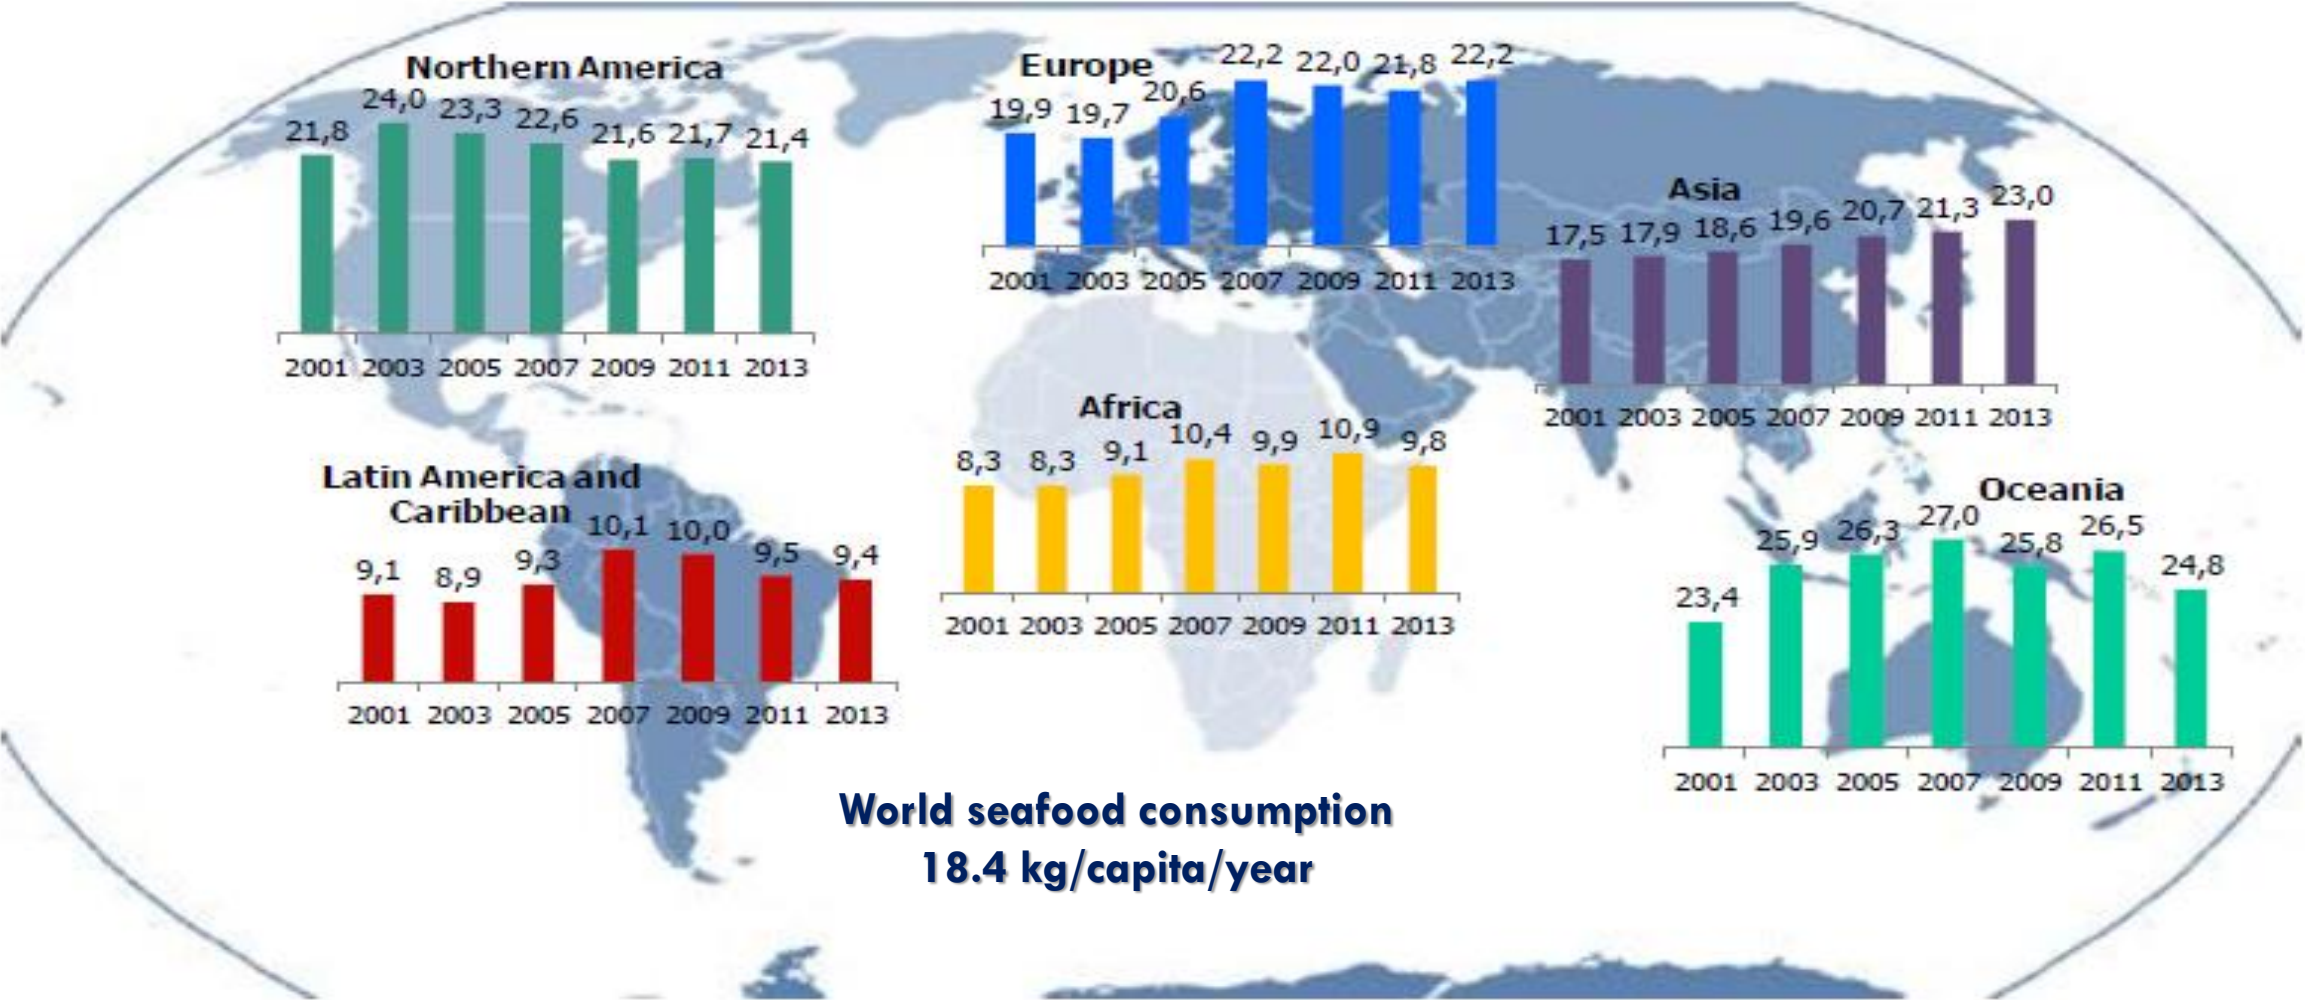 Northern America
21,8 24,0 23,3 22,6 21,6 21,7 21,4
2001 2003 2005 2007 2009 2011 2013
Europe
19,9 19,7 20,6 22,2 22,0 21,8 22,2
2001 2003 2005 2007 2009 2011 2013
Asia
17,5 17,9 18,6 19,6 20,7 21,3 23,0
2001 2003 2005 2007 2009 2011 2013
Latin America and
Caribbean
9,1 8,9 9,3 10,1 10,0 9,5 9,4
2001 2003 2005 2007 2009 2011 2013
Africa
8,3 8,3 9,1 10,4 9,9 10,9 9,8
2001 2003 2005 2007 2009 2011 2013
Oceania
23,4 25,9 26,3 27,0 25,8 26,5 24,8
2001 2003 2005 2007 2009 2011 2013
World seafood consumption
18.4 kg/capita/year